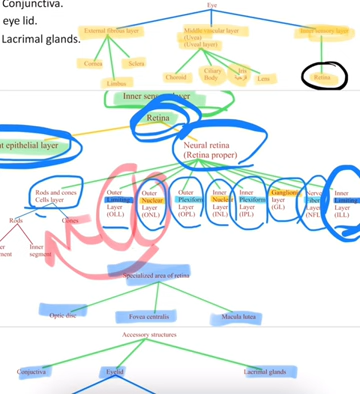 Conjunctiva.
eye lid.
Lacrimal glands.
Eye
External fibrous layer
Middle vascular layer
(Uvea)
(Uveal layer)
Inner sensory layer
Cornea
Sclera
Limbus
Choroid
Ciliary
Body
Iris
Lens
Retina
Inner layer
Retina
epithelial layer
Neural retina
(Retina proper)
Rods and cones
Cells layer
Outer
Limiting
Layer
(OLL)
Outer
Nuclear
Layer
(ONL)
Outer
Plexiform
Layer
(OPL)
Inner
Nuclear
Layer
(INL)
Inner
Plexiform
Layer
(IPL)
Ganglionic
layer
(GL)
Nerve
Fiber
Layer
(NFL)
Inner
Limiting
Layer
(ILL)
Rods
Cones
Inner
segment
Specialized area of retina
Optic disc
Fovea centralis
Macula lutea
Accessory structures
Conjunctiva
Eyelid
Lacrimal glands